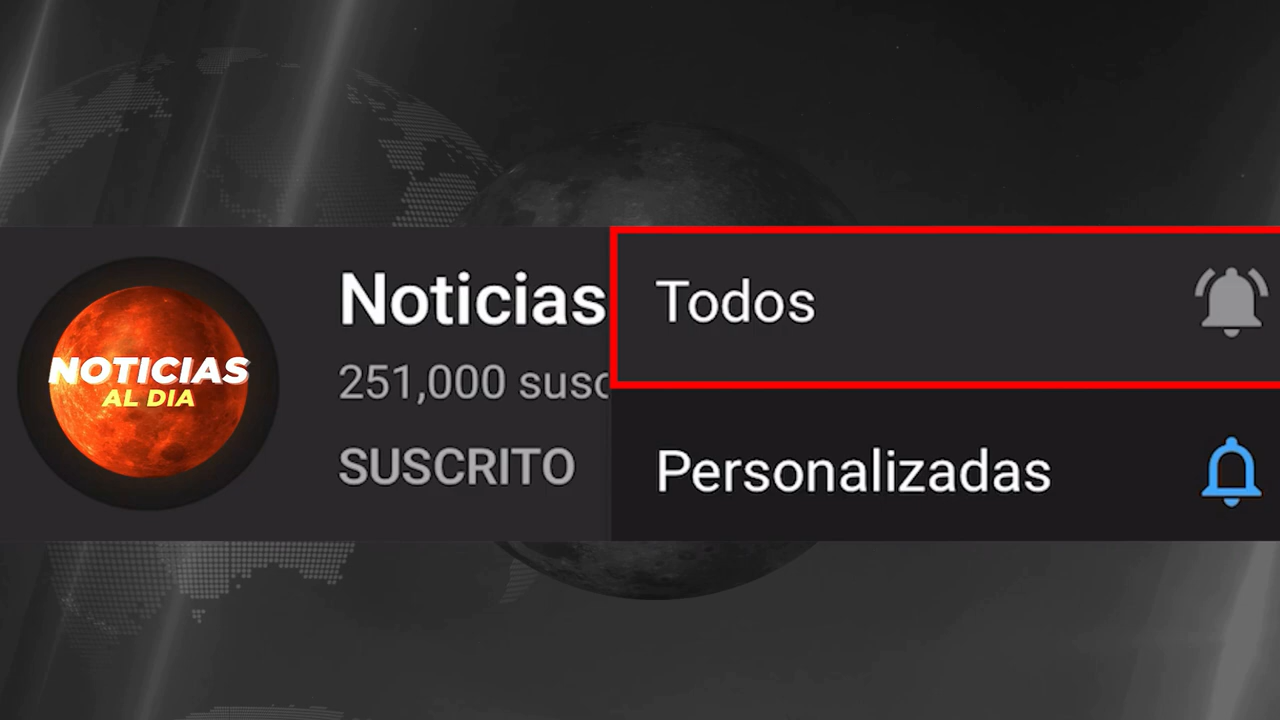 NOTICIAS
AL DIA
Noticias
251,000 susc
SUSCRITO
Todos
Personalizadas